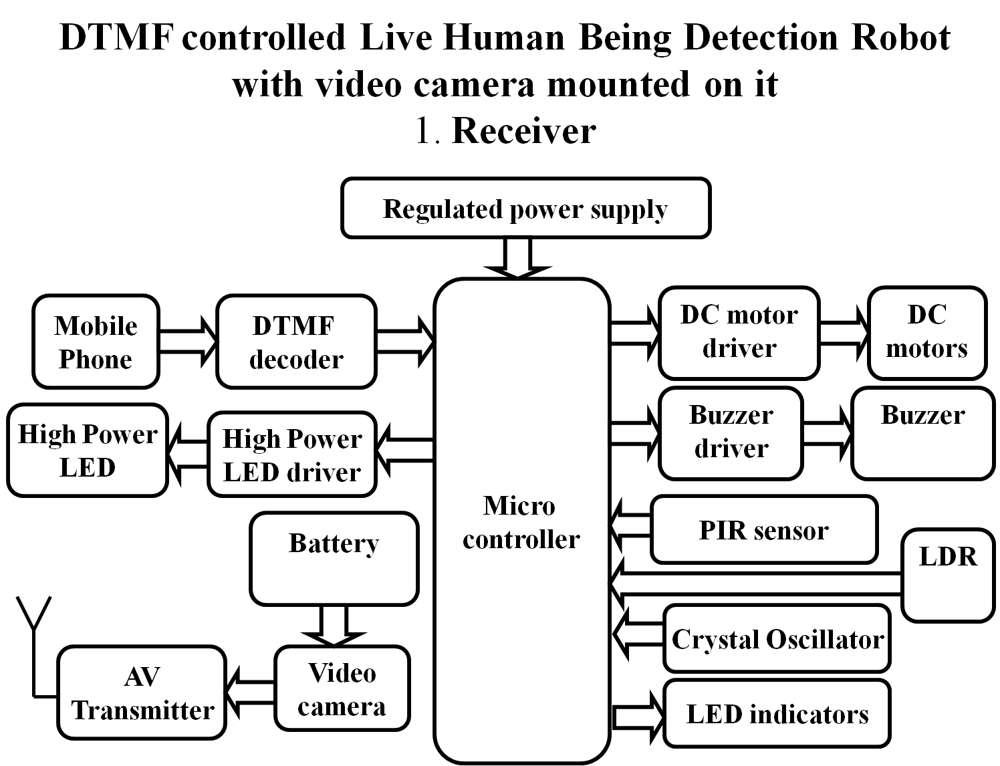 DTMF controlled Live Human Being Detection Robot
with video camera mounted on it
1. Receiver
Regulated power supply
Mobile
Phone
DTMF
decoder
DC motor
driver
DC
motors
High Power
LED
High Power
LED driver
Buzzer
driver
Buzzer
Micro
controller
Battery
PIR sensor
LDR
Crystal Oscillator
AV
Transmitter
Video
camera
LED indicators